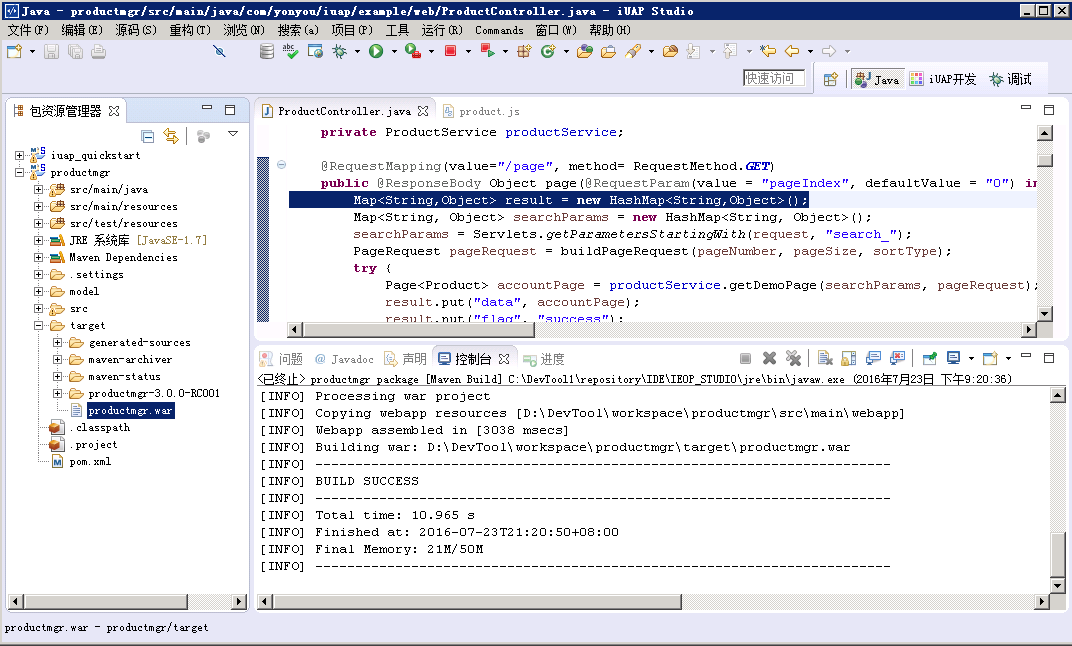 Java - productmgr/src/main/java/com/yonyou/iuap/example/web/ProductController.java - iUAP Studio
文件(F) 编辑(E) 源码(S) 重构(T) 浏览(N) 搜索(a) 项目(P) 工具 运行(R) Commands 窗口(W) 帮助(H)
快速访问 Java iUAP开发 调试
包资源管理器
iuap_quickstart
productmgr
src/main/java
src/main/resources
src/test/resources
JRE 系统库 [JavaSE-1.7]
Maven Dependencies
.settings
model
src
target
generated-sources
maven-archiver
maven-status
productmgr-3.0.0-RC001
productmgr.war
.classpath
.project
pom.xml
ProductController.java product.js
private ProductService productService;
@RequestMapping(value="/page", method= RequestMethod.GET)
public @ResponseBody Object page(@RequestParam(value = "pageIndex", defaultValue = "0") in
Map<String,Object> result = new HashMap<String,Object>();
Map<String, Object> searchParams = new HashMap<String, Object>();
searchParams = Servlets.getParametersStartingWith(request, "search_");
PageRequest pageRequest = buildPageRequest(pageNumber, pageSize, sortType);
try {
Page<Product> accountPage = productService.getDemoPage(searchParams, pageRequest);
result.put("data", accountPage);
result.put("flag", "success");
问题 @ Javadoc 声明 控制台 进度
<已终止> productmgr package [Maven Build] C:\DevTool1\repository\IDE\IEOP_STUDIO\jre\bin\javaw.exe (2016年7月23日 下午9:20:36)
[INFO] Processing war project
[INFO] Copying webapp resources [D:\DevTool\workspace\productmgr\src\main\webapp]
[INFO] Webapp assembled in [3038 msecs]
[INFO] Building war: D:\DevTool\workspace\productmgr\target\productmgr.war
[INFO] ------------------------------------------------------------------------
[INFO] BUILD SUCCESS
[INFO] ------------------------------------------------------------------------
[INFO] Total time: 10.965 s
[INFO] Finished at: 2016-07-23T21:20:50+08:00
[INFO] Final Memory: 21M/50M
[INFO] ------------------------------------------------------------------------
productmgr.war - productmgr/target